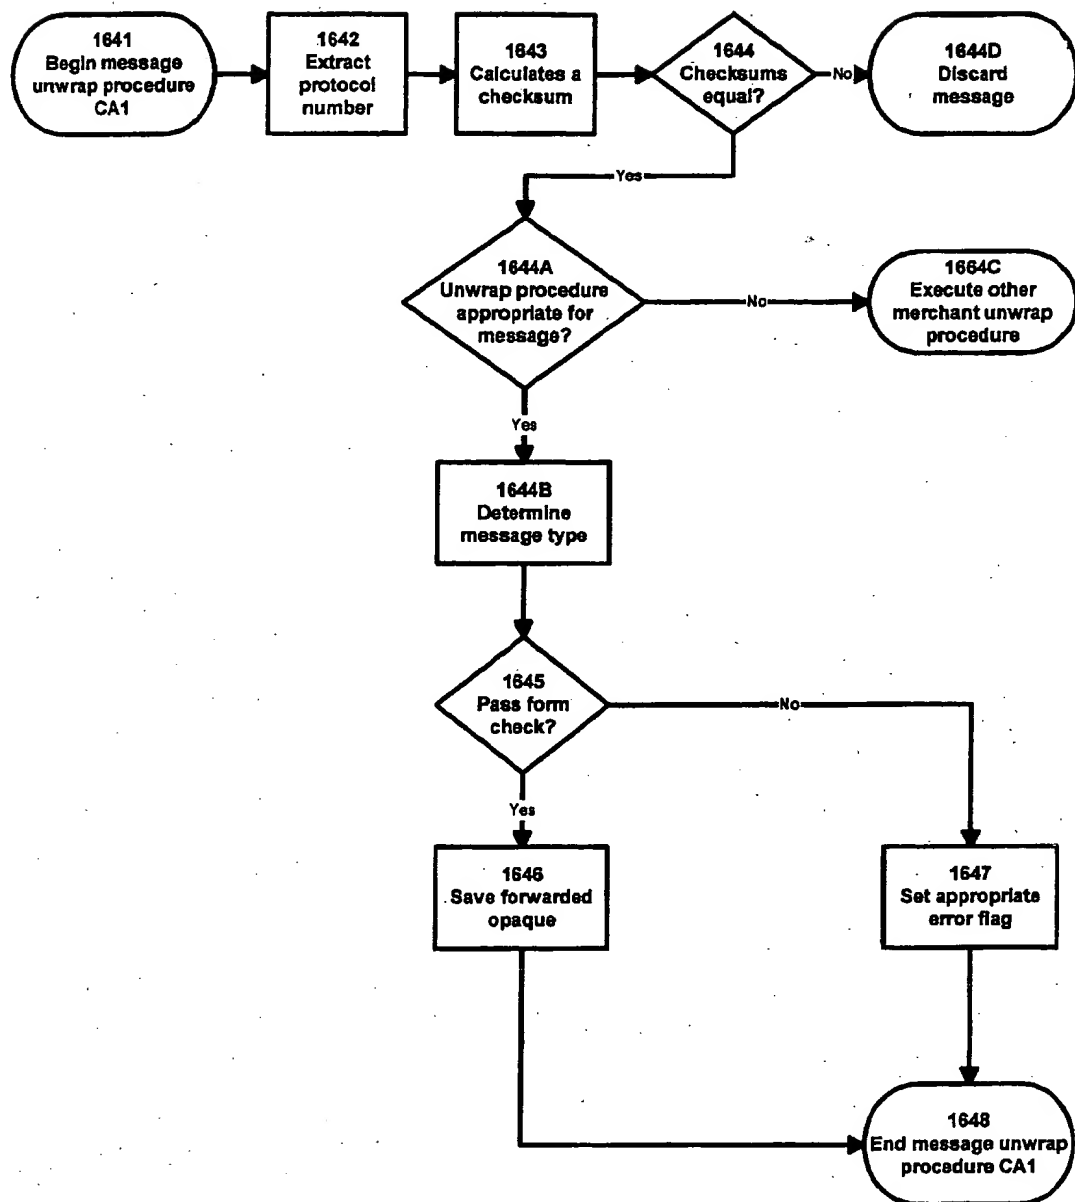 1641
Begin message
unwrap procedure
CA1
1642
Extract
protocol
number
1643
Calculates a
checksum
1644
Checksums
equal?
No
1644D
Discard
message
Yes
1644A
Unwrap procedure
appropriate for
message?
No
1664C
Execute other
merchant unwrap
procedure
Yes
1644B
Determine
message type
1645
Pass form
check?
No
Yes
1646
Save forwarded
opaque
1647
Set appropriate
error flag
1648
End message unwrap
procedure CA1